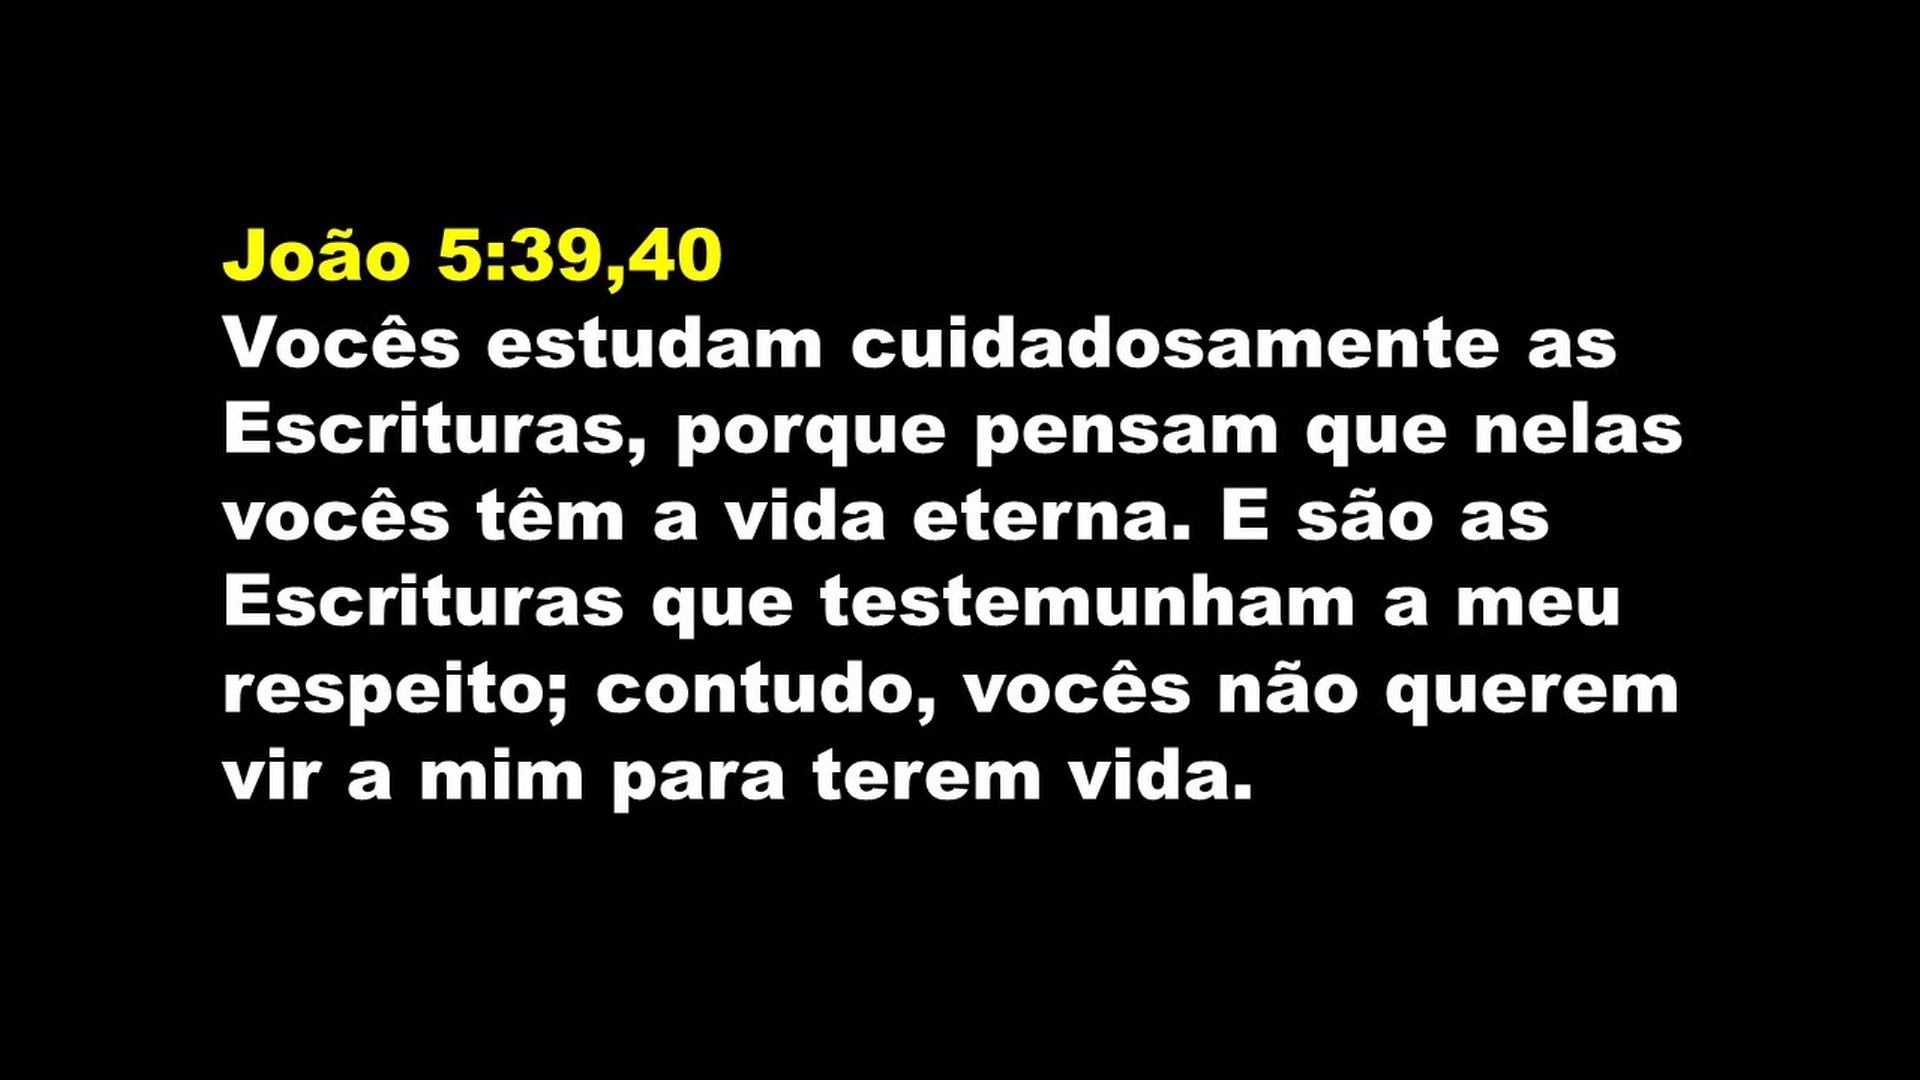 João 5:39,40
Vocês estudam cuidadosamente as
Escrituras, porque pensam que nelas
vocês têm a vida eterna. E são as
Escrituras que testemunham a meu
respeito; contudo, vocês não querem
vir a mim para terem vida.